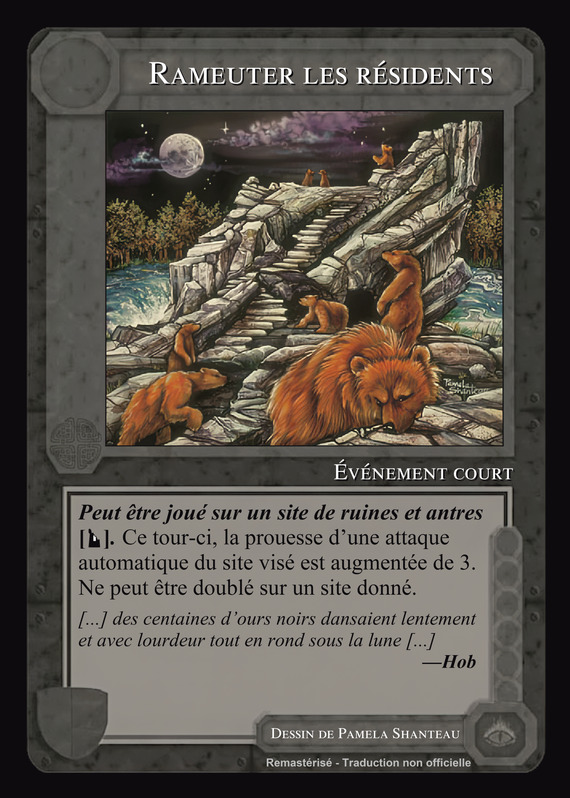 Rameuter les résidents
Pamela
Shanteau
Événement court
Peut être joué sur un site de ruines et antres
[]. Ce tour-ci, la prouesse d’une attaque
automatique du site visé est augmentée de 3.
Ne peut être doublé sur un site donné.
[...] des centaines d’ours noirs dansaient lentement
et avec lourdeur tout en rond sous la lune [...]
—Hob
Dessin de Pamela Shanteau
Remastérisé - Traduction non officielle